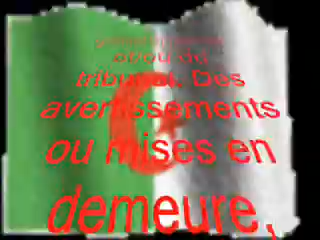 et/ou du
tribunal. Des
avertissements
ou mises en
demeure,